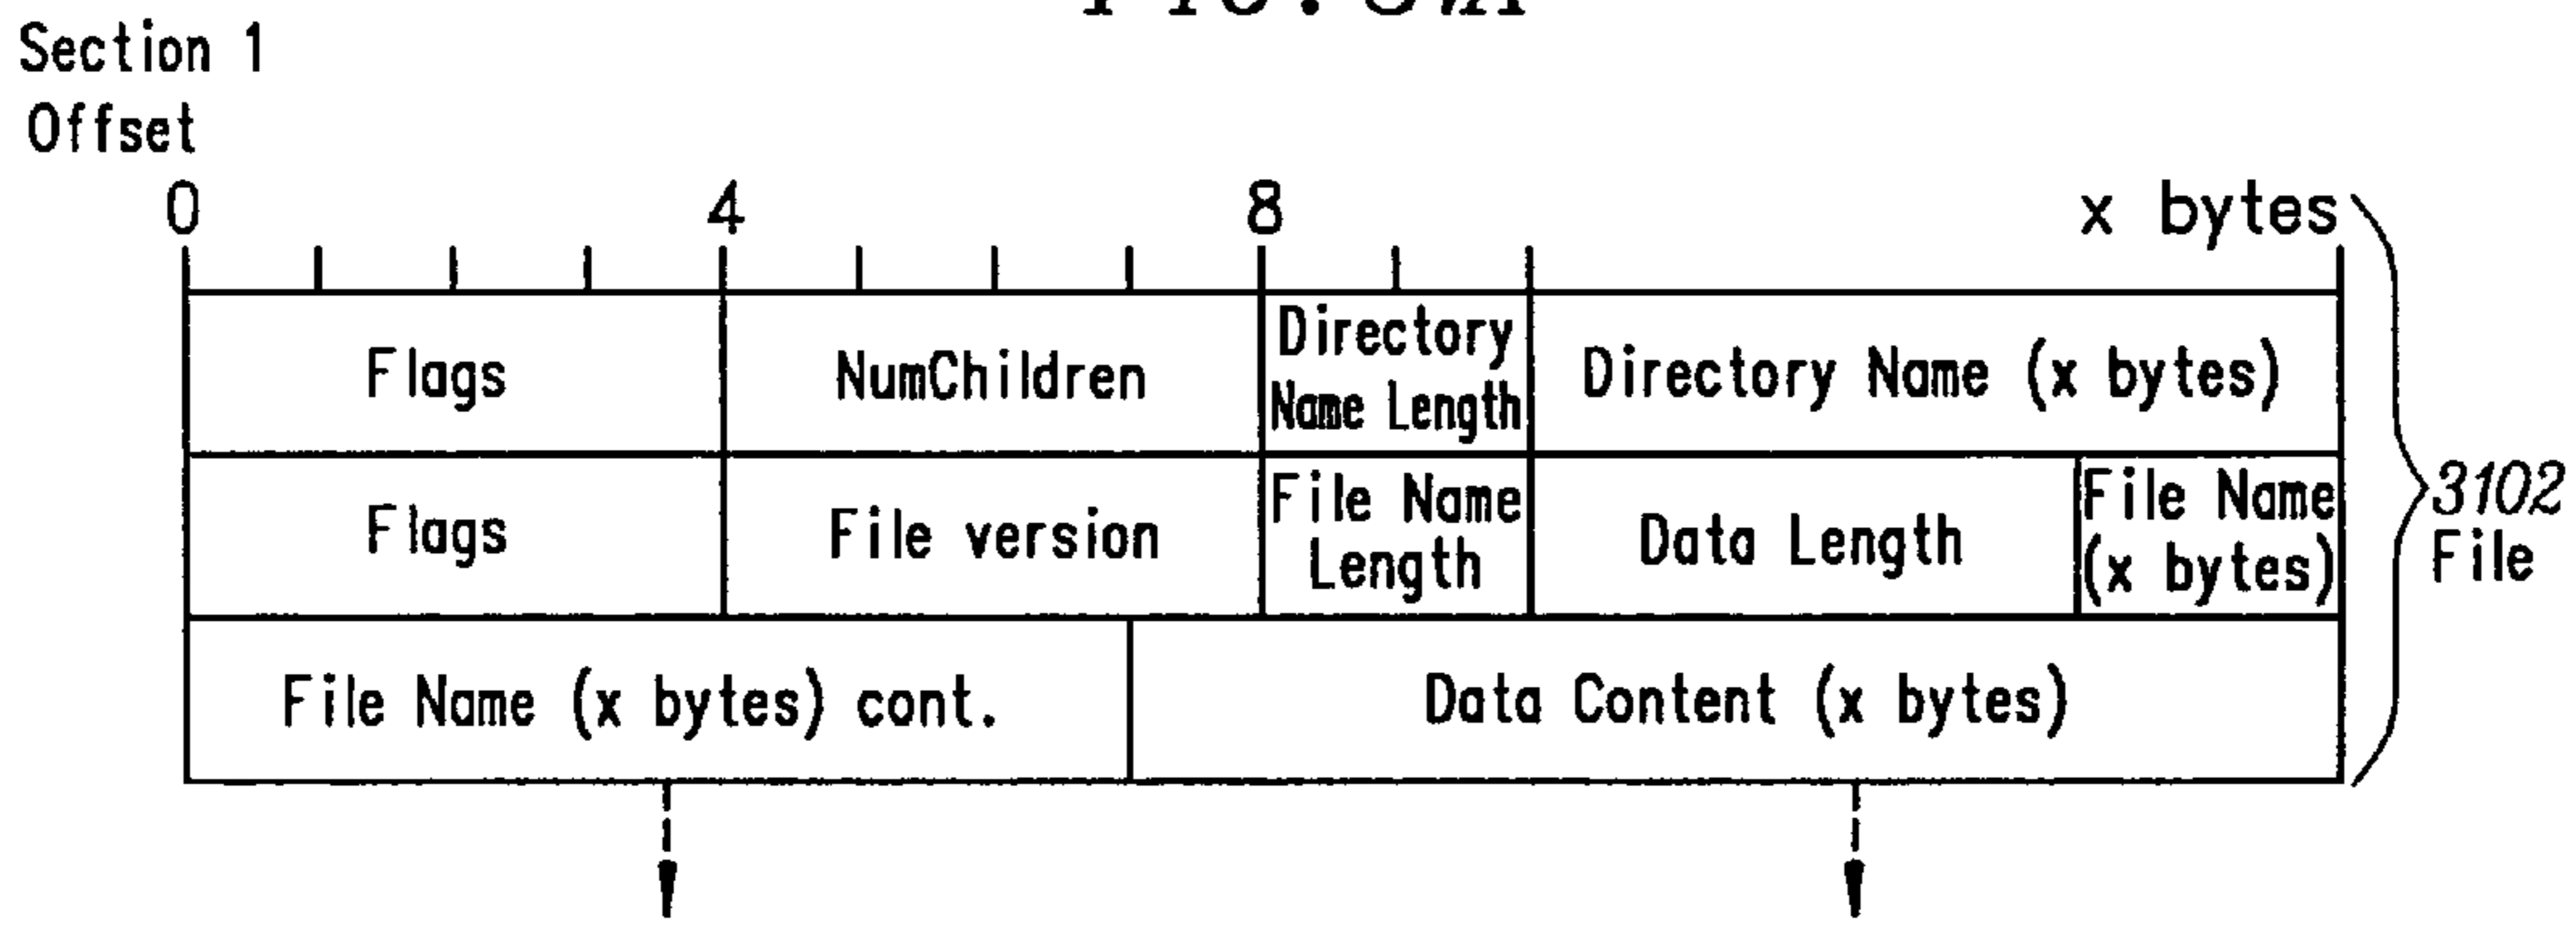 Section 1
Offset
0 4 8 x bytes
Flags NumChildren Directory Name Length Directory Name (x bytes)
Flags File version File Name Length Data Length File Name (x bytes)
3102
File
File Name (x bytes) cont. Data Content (x bytes)